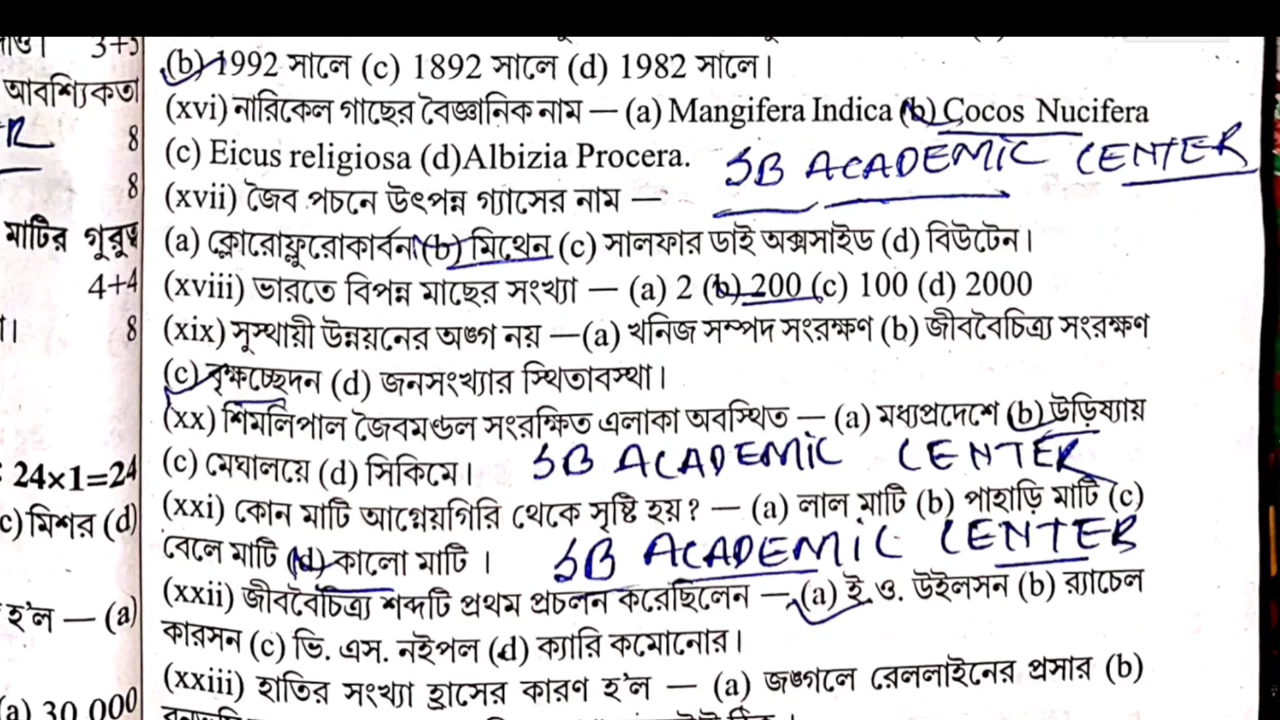 দাও। 3+5
আবশ্যিকতা
R 8
8
মাটির গুরুত্ব
4+4
8
24×1=24
c) মিশর (d)
হ'ল — (a)
(a) 30,000
(b) 1992 সালে (c) 1892 সালে (d) 1982 সালে।
(xvi) নারিকেল গাছের বৈজ্ঞানিক নাম — (a) Mangifera Indica (b) Cocos Nucifera
(c) Eicus religiosa (d)Albizia Procera. SB ACADEMIC CENTER
(xvii) জৈব পচনে উৎপন্ন গ্যাসের নাম —
(a) ক্লোরোফ্লুরোকার্বন (b) মিথেন (c) সালফার ডাই অক্সাইড (d) বিউটেন।
(xviii) ভারতে বিপন্ন মাছের সংখ্যা — (a) 2 (b) 200 (c) 100 (d) 2000
(xix) সুস্থায়ী উন্নয়নের অঙ্গ নয় —(a) খনিজ সম্পদ সংরক্ষণ (b) জীববৈচিত্র্য সংরক্ষণ
(c) বৃক্ষচ্ছেদন (d) জনসংখ্যার স্থিতাবস্থা।
(xx) শিমলিপাল জৈবমণ্ডল সংরক্ষিত এলাকা অবস্থিত — (a) মধ্যপ্রদেশে (b) উড়িষ্যায়
(c) মেঘালয়ে (d) সিকিমে। SB ACADEMIC CENTER
(xxi) কোন মাটি আগ্নেয়গিরি থেকে সৃষ্টি হয়? — (a) লাল মাটি (b) পাহাড়ি মাটি (c)
বেলে মাটি (d) কালো মাটি । SB ACADEMIC CENTER
(xxii) জীববৈচিত্র্য শব্দটি প্রথম প্রচলন করেছিলেন — (a) ই. ও. উইলসন (b) র‍্যাচেল
কারসন (c) ভি. এস. নইপল (d) ক্যারি কমোনোর।
(xxiii) হাতির সংখ্যা হ্রাসের কারণ হ'ল — (a) জঙ্গলে রেললাইনের প্রসার (b)